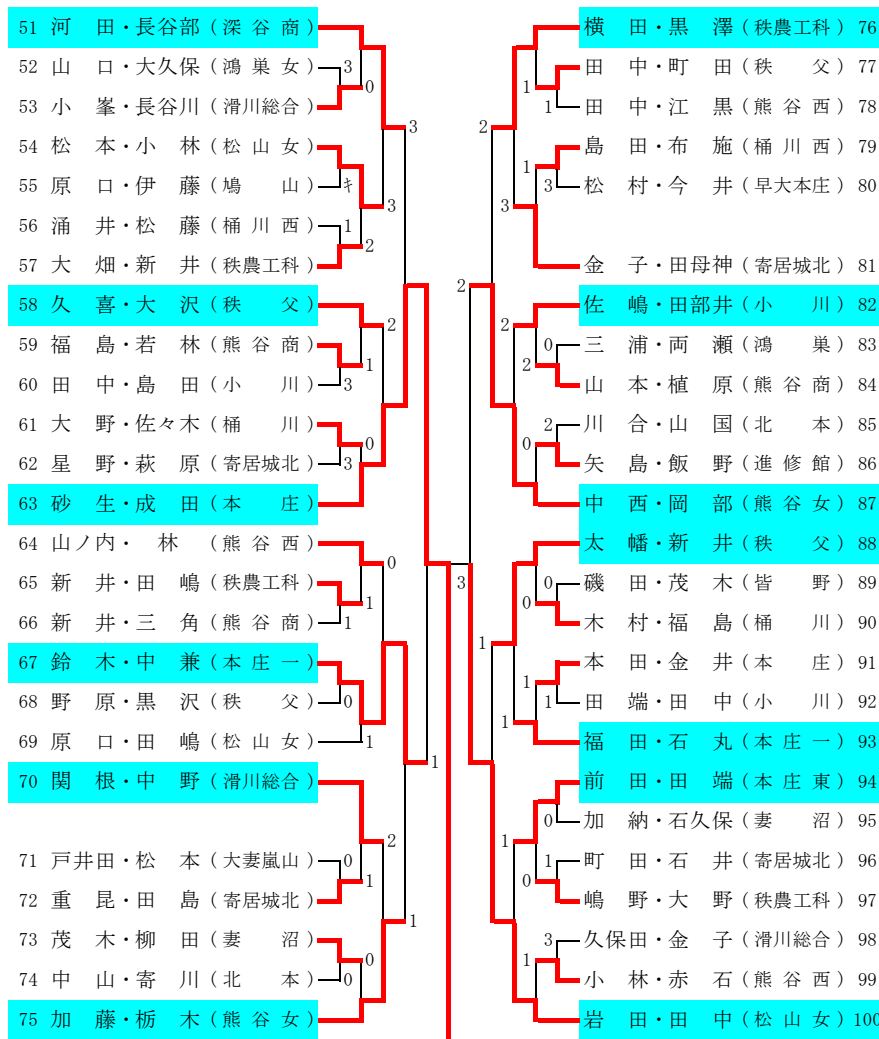 51 河 田・長谷部 (深 谷 商)
52 山 口・大久保 (鴻 巣 女) 3
0
53 小 峯・長谷川 (滑川総合)
3
54 松 本・小 林 (松 山 女)
55 原 口・伊 藤 (鳩 山) キ
3
56 涌 井・松 藤 (桶 川 西) 1
2
57 大 畑・新 井 (秩農工科)
58 久 喜・大 沢 (秩 父)
2
59 福 島・若 林 (熊 谷 商)
1
60 田 中・島 田 (小 川) 3
61 大 野・佐々木 (桶 川)
0
62 星 野・萩 原 (寄居城北) 3
63 砂 生・成 田 (本 庄)
64 山ノ内・ 林 (熊 谷 西)
0
65 新 井・田 嶋 (秩農工科)
1
66 新 井・三 角 (熊 谷 商) 1
67 鈴 木・中 兼 (本 庄 一)
68 野 原・黒 沢 (秩 父) 0
69 原 口・田 嶋 (松 山 女) 1
1
70 関 根・中 野 (滑川総合)
2
71 戸井田・松 本 (大妻嵐山) 0
1
72 重 昆・田 島 (寄居城北)
1
73 茂 木・柳 田 (妻 沼)
0
74 中 山・寄 川 (北 本) 0
75 加 藤・栃 木 (熊 谷 女)
2
3
横 田・黒 澤 (秩農工科) 76
1
田 中・町 田 (秩 父) 77
1 田 中・江 黒 (熊 谷 西) 78
2
島 田・布 施 (桶 川 西) 79
1
3 松 村・今 井 (早大本庄) 80
3
金 子・田母神 (寄居城北) 81
佐 嶋・田部井 (小 川) 82
2
0 三 浦・両 瀬 (鴻 巣) 83
2
山 本・植 原 (熊 谷 商) 84
2 川 合・山 国 (北 本) 85
0
矢 島・飯 野 (進 修 館) 86
中 西・岡 部 (熊 谷 女) 87
太 幡・新 井 (秩 父) 88
0 磯 田・茂 木 (皆 野) 89
0
木 村・福 島 (桶 川) 90
1
本 田・金 井 (本 庄) 91
1
1 田 端・田 中 (小 川) 92
1
福 田・石 丸 (本 庄 一) 93
前 田・田 端 (本 庄 東) 94
0 加 納・石久保 (妻 沼) 95
1
1 町 田・石 井 (寄居城北) 96
0
嶋 野・大 野 (秩農工科) 97
3 久保田・金 子 (滑川総合) 98
1
小 林・赤 石 (熊 谷 西) 99
岩 田・田 中 (松 山 女) 100